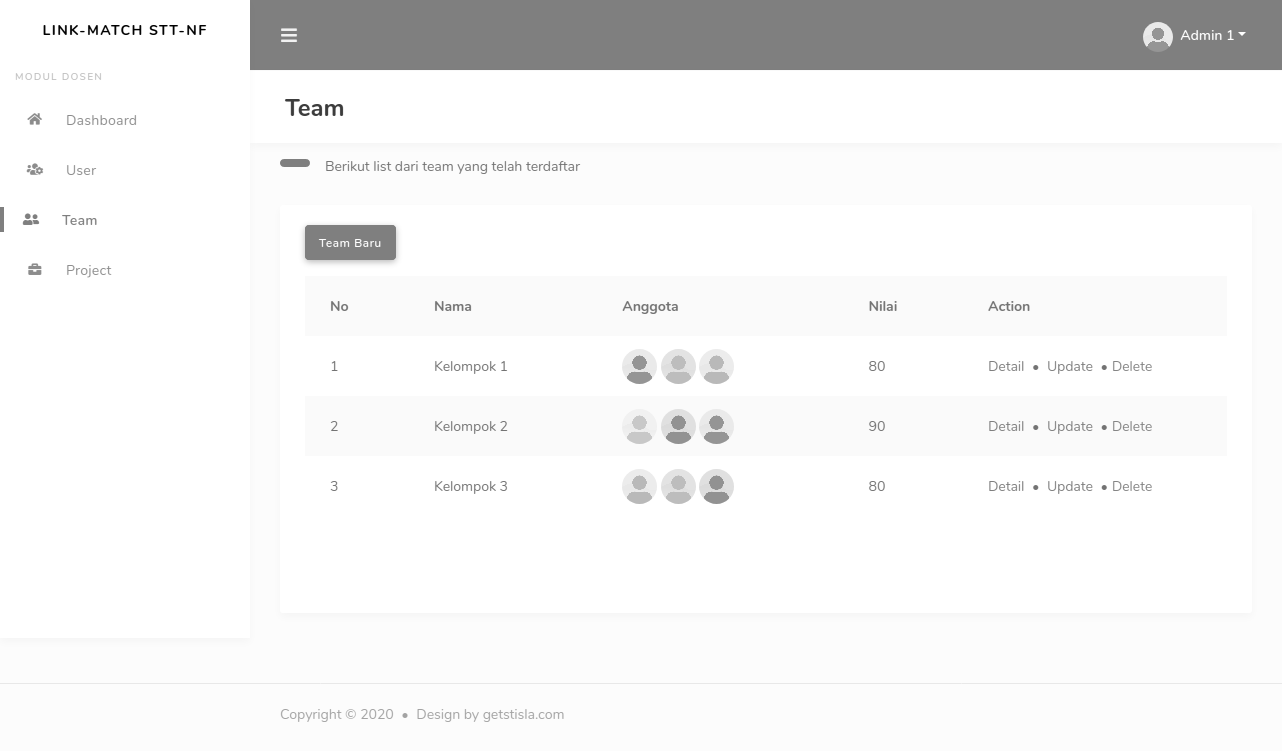 LINK-MATCH STT-NF
Admin 1
MODUL DOSEN
Dashboard
User
Team
Project
Team
Berikut list dari team yang telah terdaftar
Team Baru
No Nama Anggota Nilai Action
1 Kelompok 1 80 Detail • Update • Delete
2 Kelompok 2 90 Detail • Update • Delete
3 Kelompok 3 80 Detail • Update • Delete
Copyright © 2020 • Design by getstisla.com